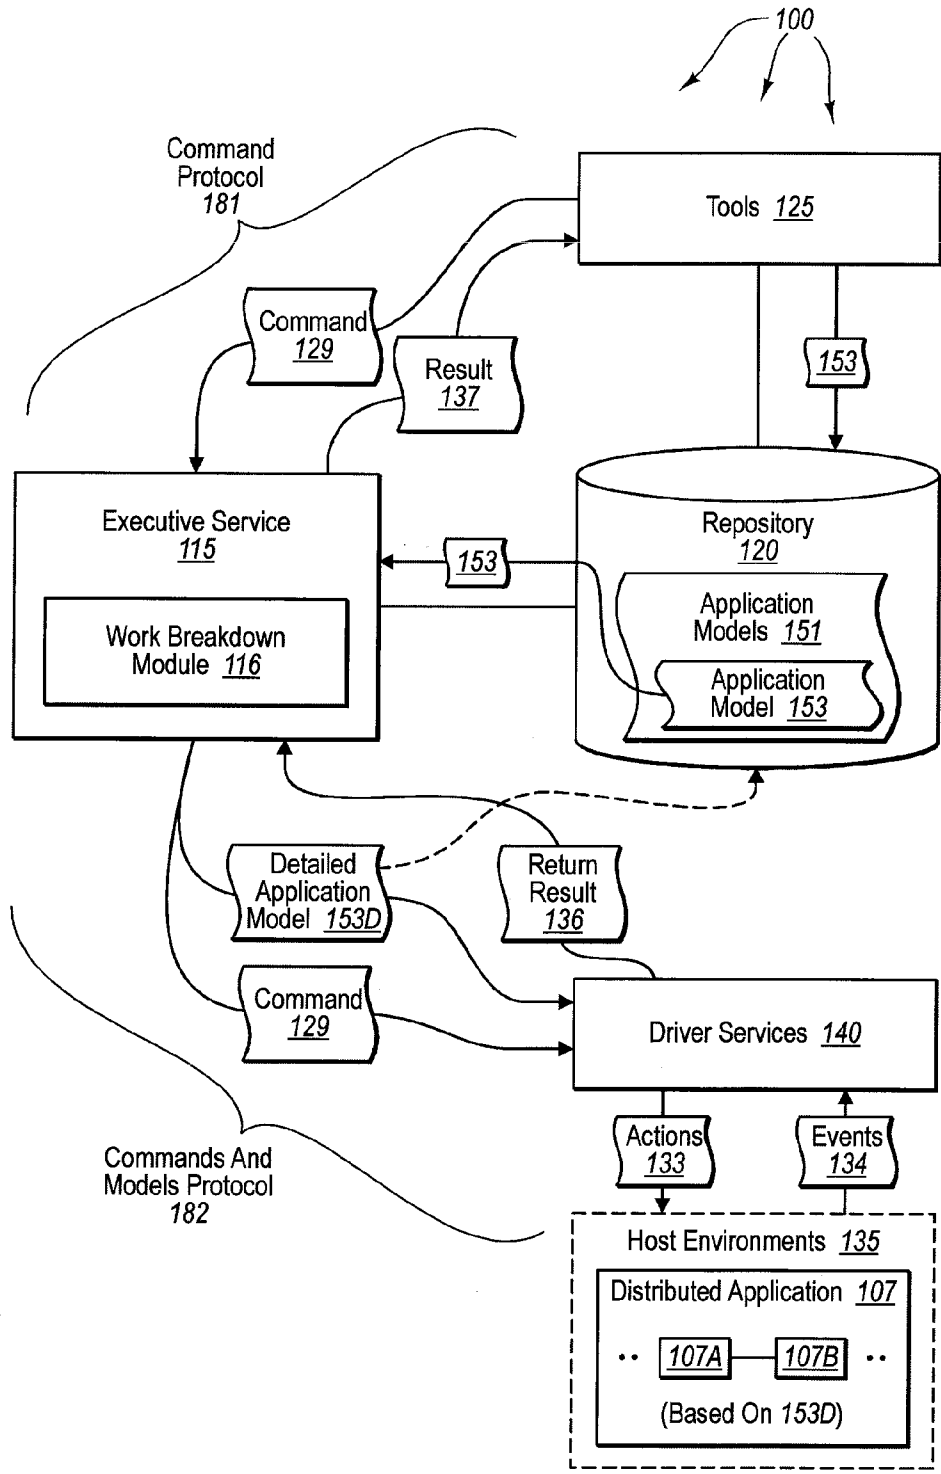 100
Command
Protocol
181
Tools 125
Command
129
Result
137
153
Executive Service
115
153
Repository
120
Work Breakdown
Module 116
Application
Models 151
Application
Model 153
Detailed
Application
Model 153D
Return
Result
136
Command
129
Driver Services 140
Actions
133
Events
134
Commands And
Models Protocol
182
Host Environments 135
Distributed Application 107
.. 107A 107B ..
(Based On 153D)